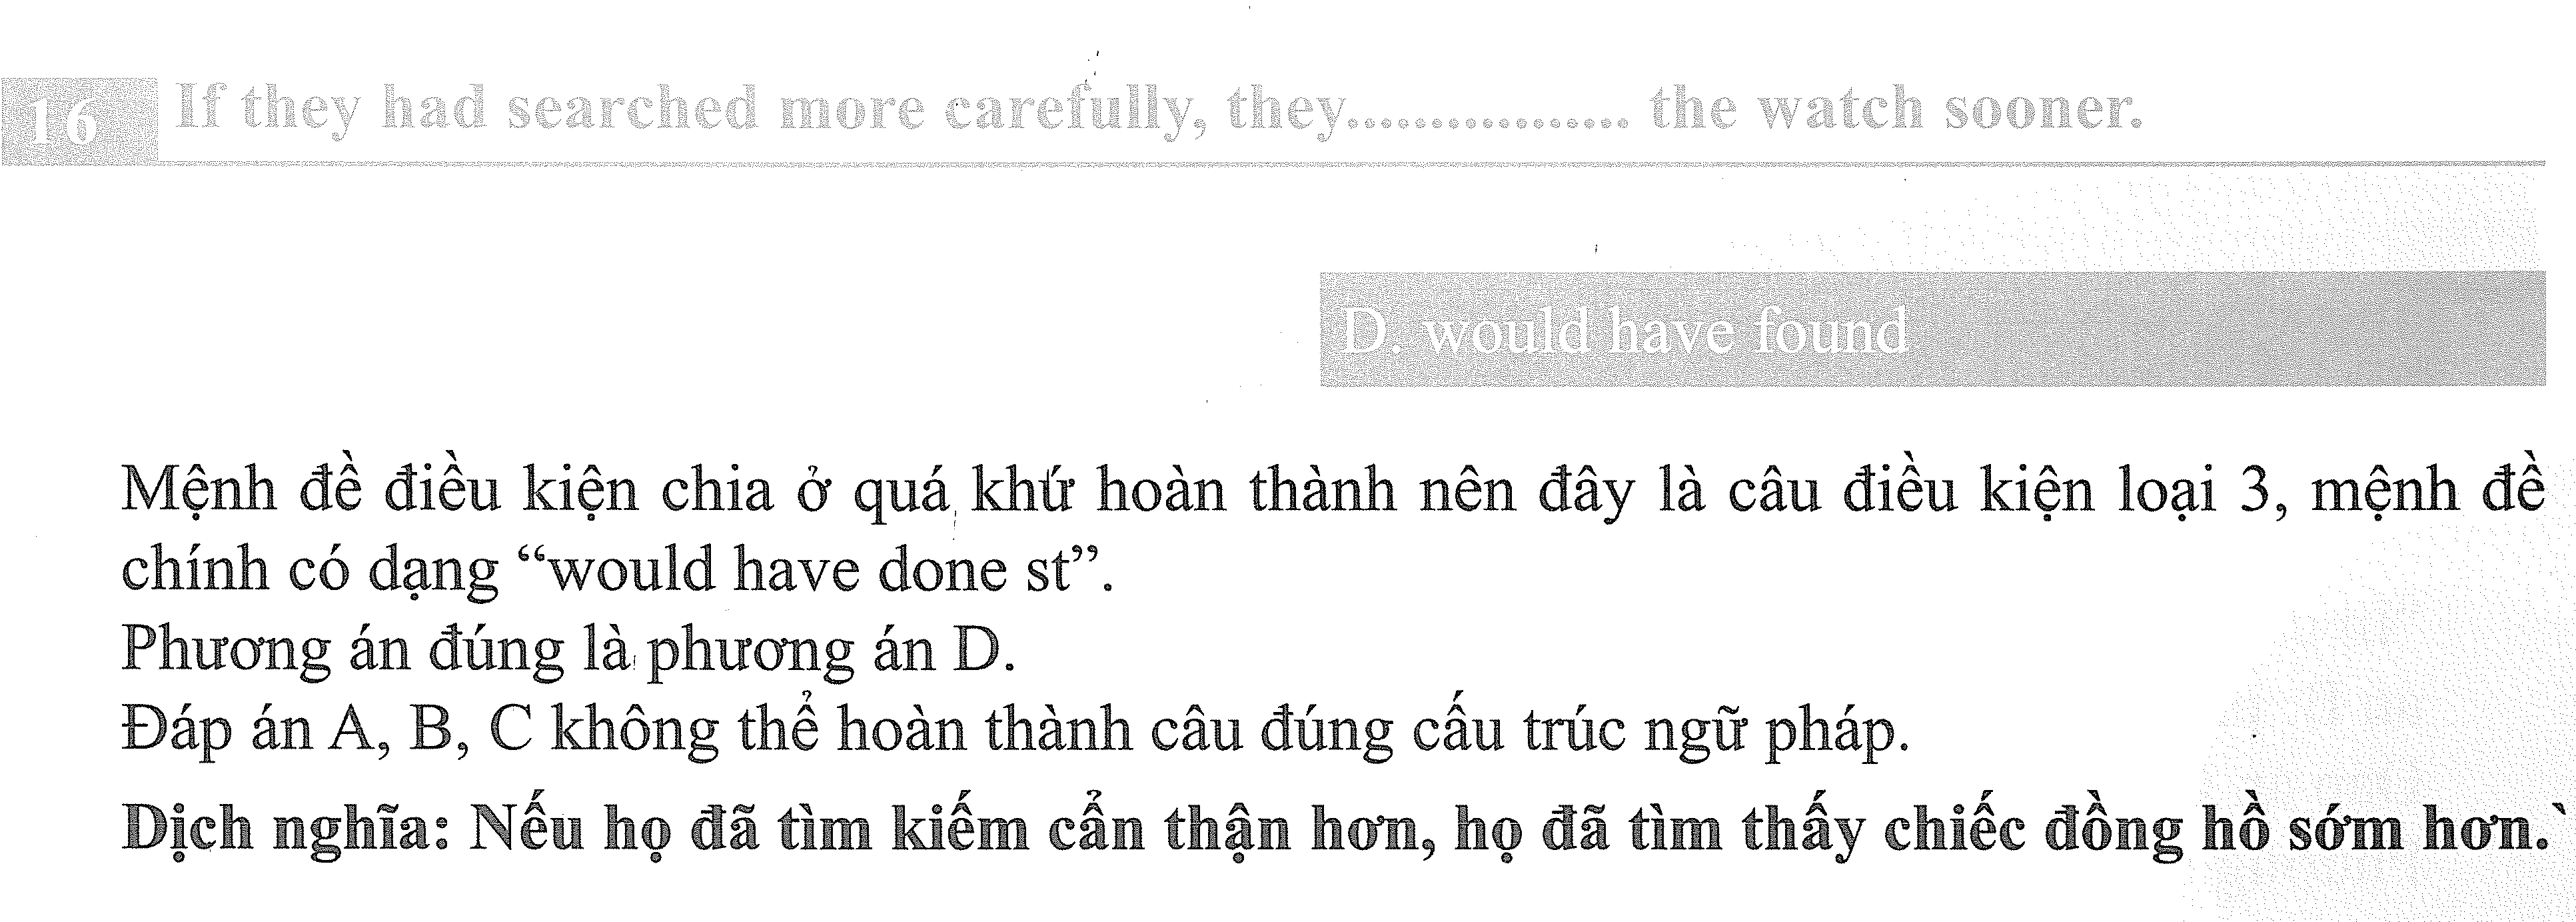 16 If they had searched more carefully, they................. the watch sooner.
D. would have found
Mệnh đề điều kiện chia ở quá khứ hoàn thành nên đây là câu điều kiện loại 3, mệnh đề
chính có dạng “would have done st”.
Phương án đúng là phương án D.
Đáp án A, B, C không thể hoàn thành câu đúng cấu trúc ngữ pháp.
Dịch nghĩa: Nếu họ đã tìm kiếm cẩn thận hơn, họ đã tìm thấy chiếc đồng hồ sớm hơn.